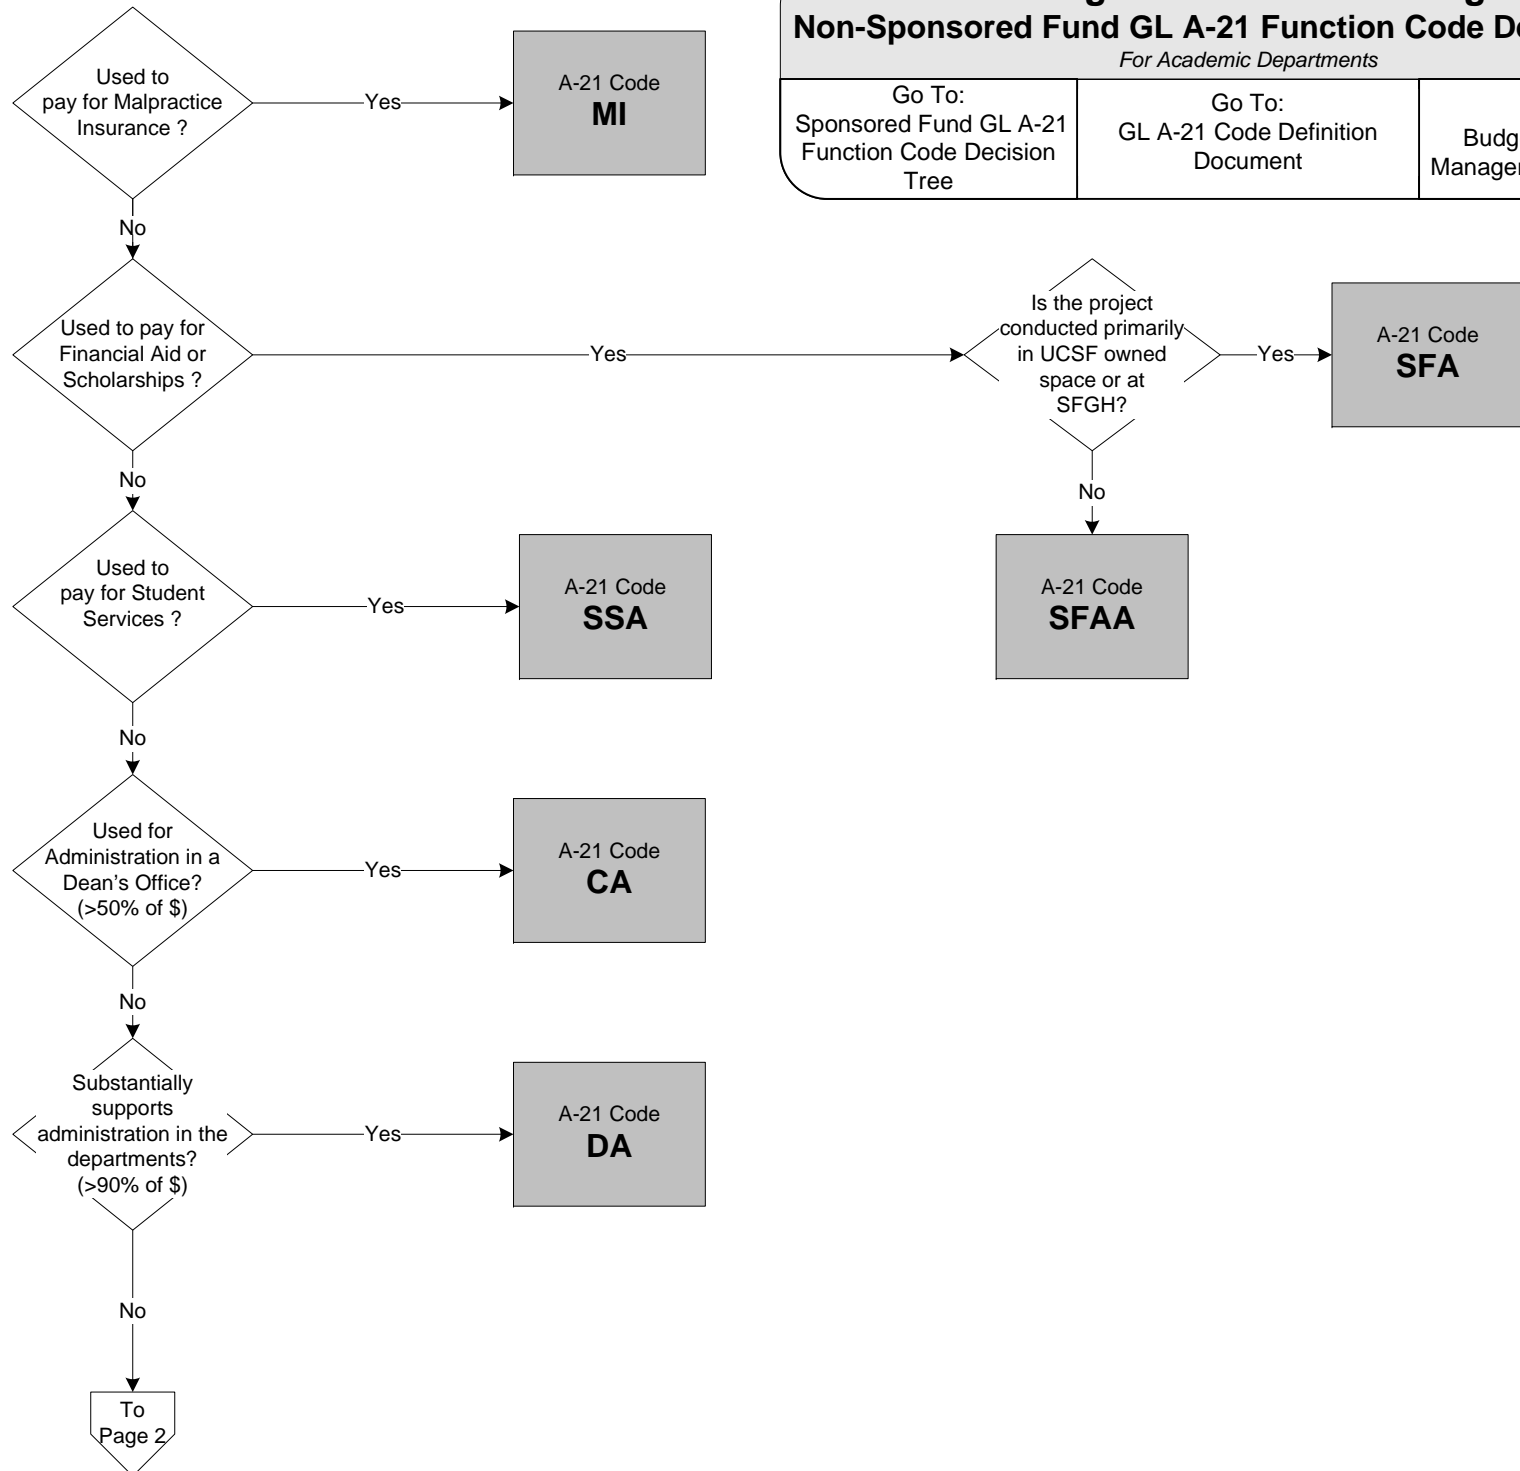 Non-Sponsored Fund GL A-21 Function Code
For Academic Departments
Go To:
Sponsored Fund GL A-21
Function Code Decision
Tree
Go To:
GL A-21 Code Definition
Document
Used to
pay for Malpractice
Insurance ?
Yes
A-21 Code
MI
No
Used to pay for
Financial Aid or
Scholarships ?
Yes
Is the project
conducted primarily
in UCSF owned
space or at
SFGH?
Yes
A-21 Code
SFA
No
A-21 Code
SFAA
No
Used to
pay for Student
Services ?
Yes
A-21 Code
SSA
No
Used for
Administration in a
Dean's Office?
(>50% of $)
Yes
A-21 Code
CA
No
Substantially
supports
administration in the
departments?
(>90% of $)
Yes
A-21 Code
DA
No
To
Page 2